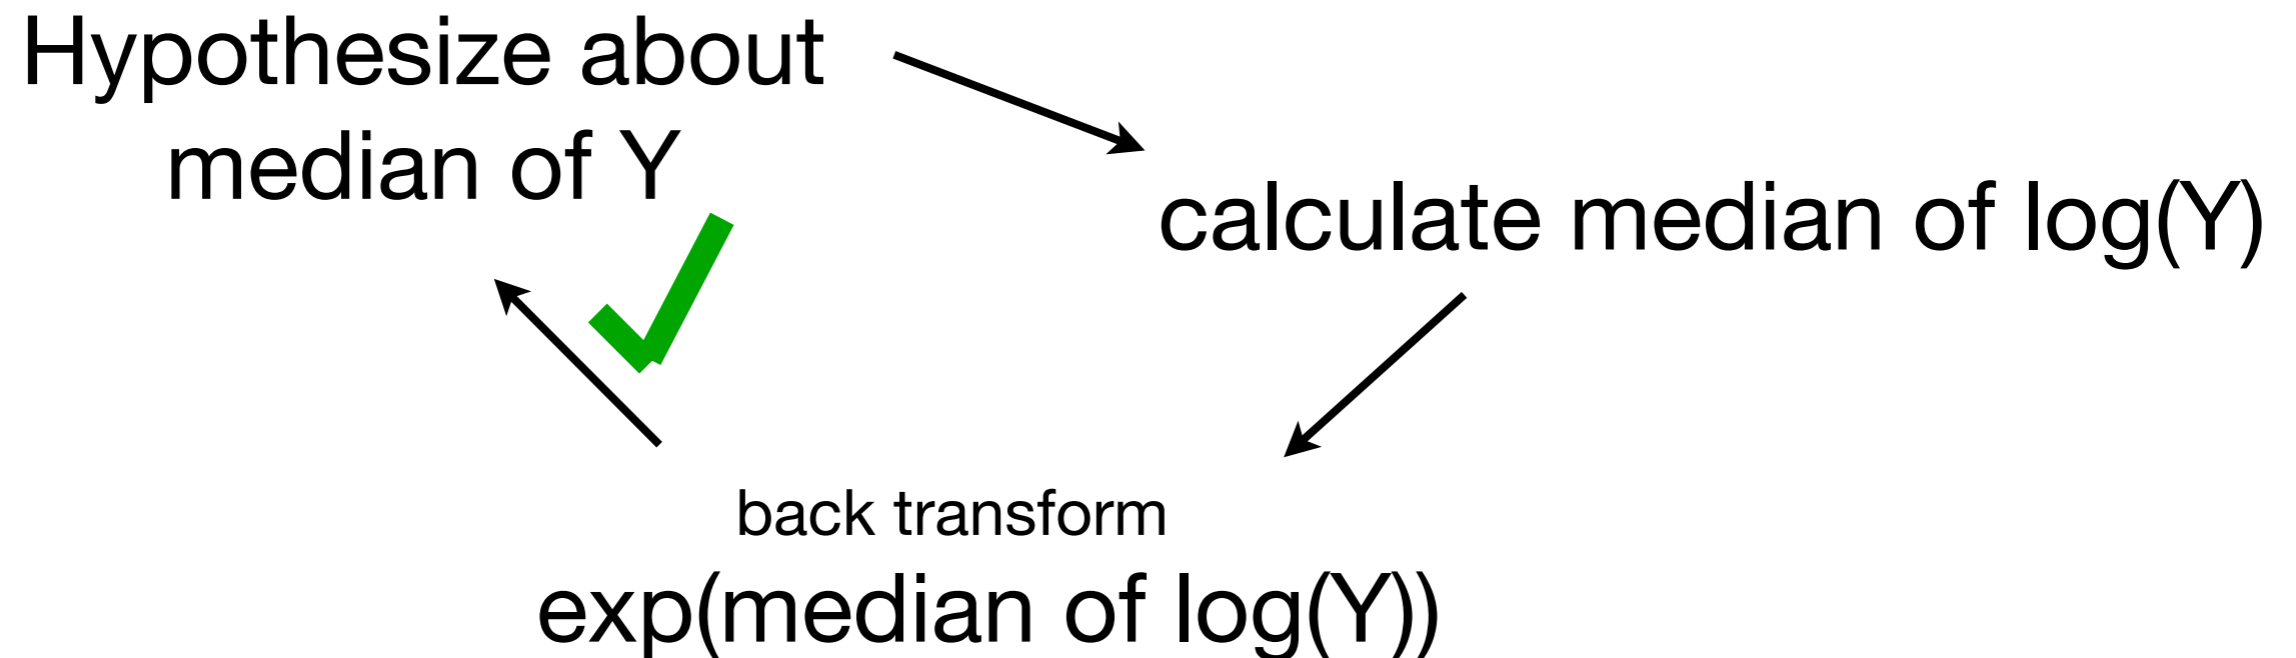 Hypothesize about
median of Y
calculate median of log(Y)
back transform
exp(median of log(Y))